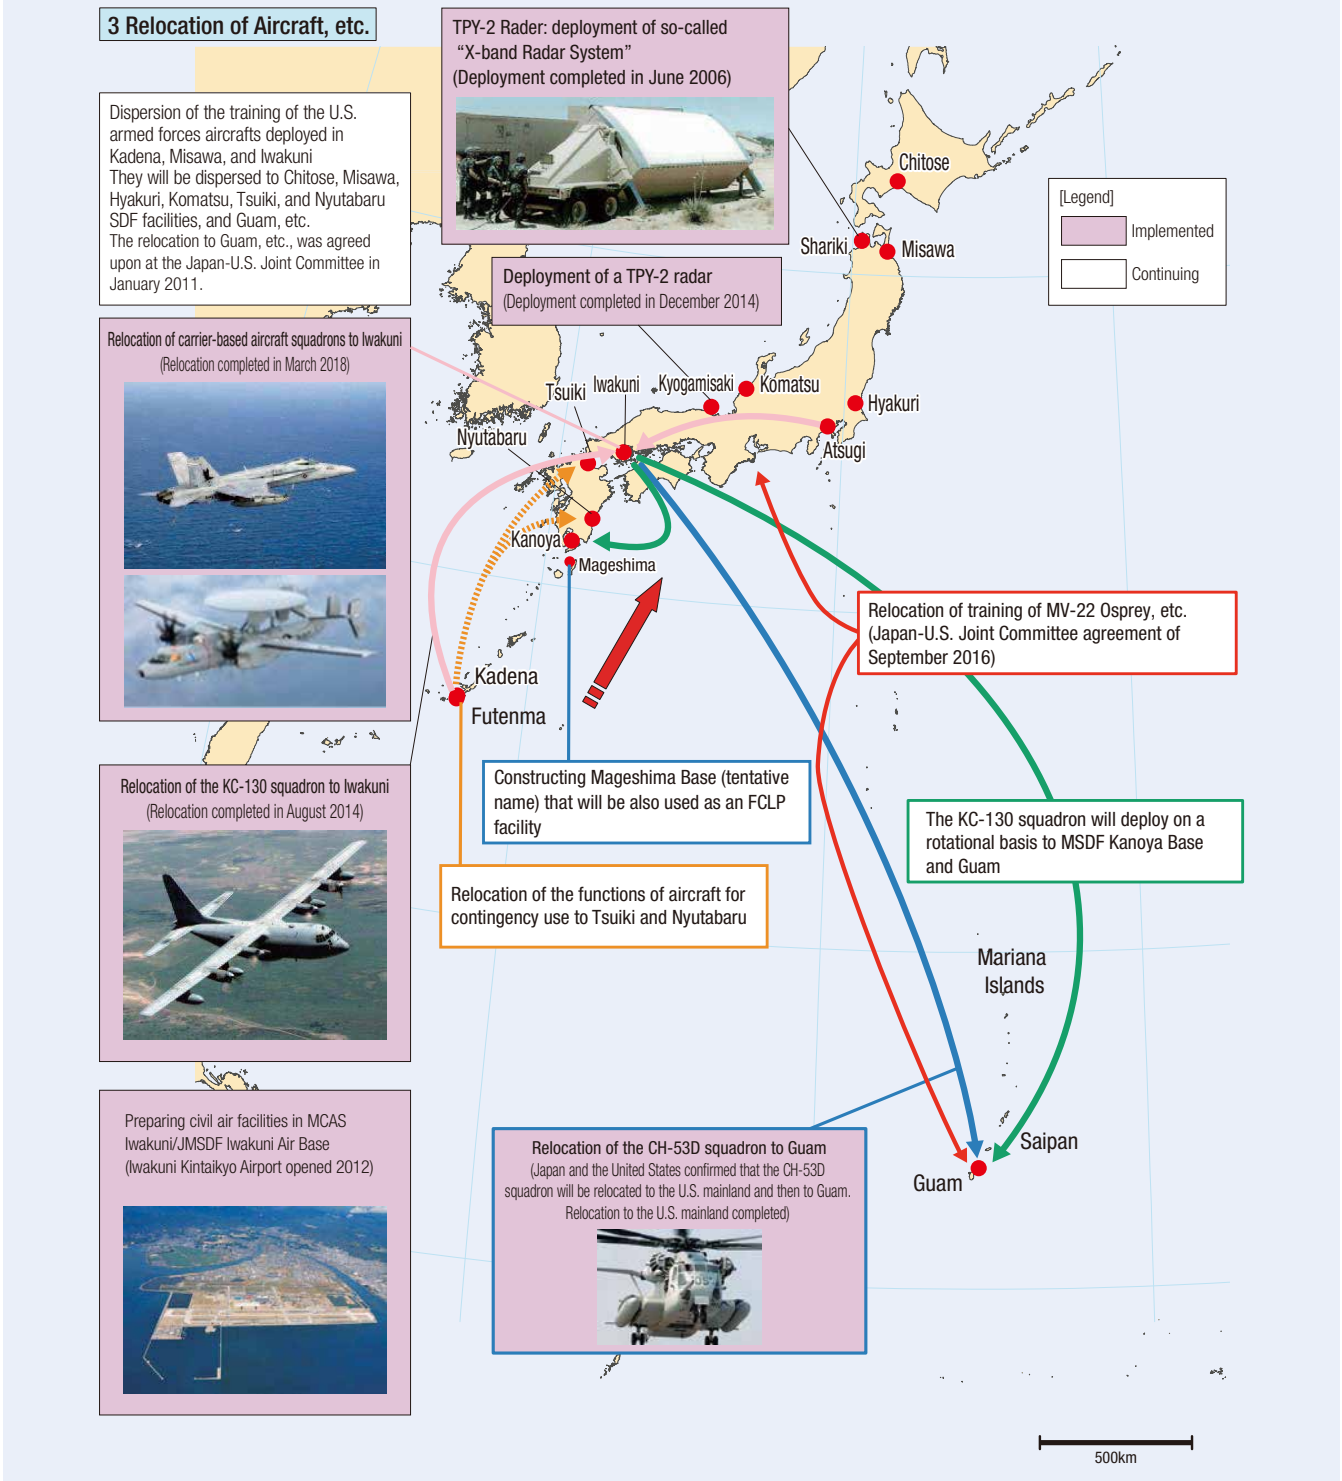 3 Relocation of Aircraft, etc.
TPY-2 Rader: deployment of so-called
“X-band Radar System”
(Deployment completed in June 2006)
Dispersion of the training of the U.S.
armed forces aircrafts deployed in
Kadena, Misawa, and Iwakuni
They will be dispersed to Chitose, Misawa,
Hyakuri, Komatsu, Tsuiki, and Nyutabaru
SDF facilities, and Guam, etc.
The relocation to Guam, etc., was agreed
upon at the Japan-U.S. Joint Committee in
January 2011.
Chitose
[Legend]
Implemented
Continuing
Shariki
Misawa
Deployment of a TPY-2 radar
(Deployment completed in December 2014)
Relocation of carrier-based aircraft squadrons to Iwakuni
(Relocation completed in March 2018)
Tsuiki
Iwakuni
Kyogamisaki
Komatsu
Hyakuri
Nyutabaru
Atsugi
Kanoya
Mageshima
Relocation of training of MV-22 Osprey, etc.
(Japan-U.S. Joint Committee agreement of
September 2016)
Kadena
Futenma
Constructing Mageshima Base (tentative
name) that will be also used as an FCLP
facility
Relocation of the KC-130 squadron to Iwakuni
(Relocation completed in August 2014)
The KC-130 squadron will deploy on a
rotational basis to MSDF Kanoya Base
and Guam
Relocation of the functions of aircraft for
contingency use to Tsuiki and Nyutabaru
Mariana
Islands
Preparing civil air facilities in MCAS
Iwakuni/JMSDF Iwakuni Air Base
(Iwakuni Kintaikyo Airport opened 2012)
Relocation of the CH-53D squadron to Guam
(Japan and the United States confirmed that the CH-53D
squadron will be relocated to the U.S. mainland and then to Guam.
Relocation to the U.S. mainland completed)
Saipan
Guam
500km